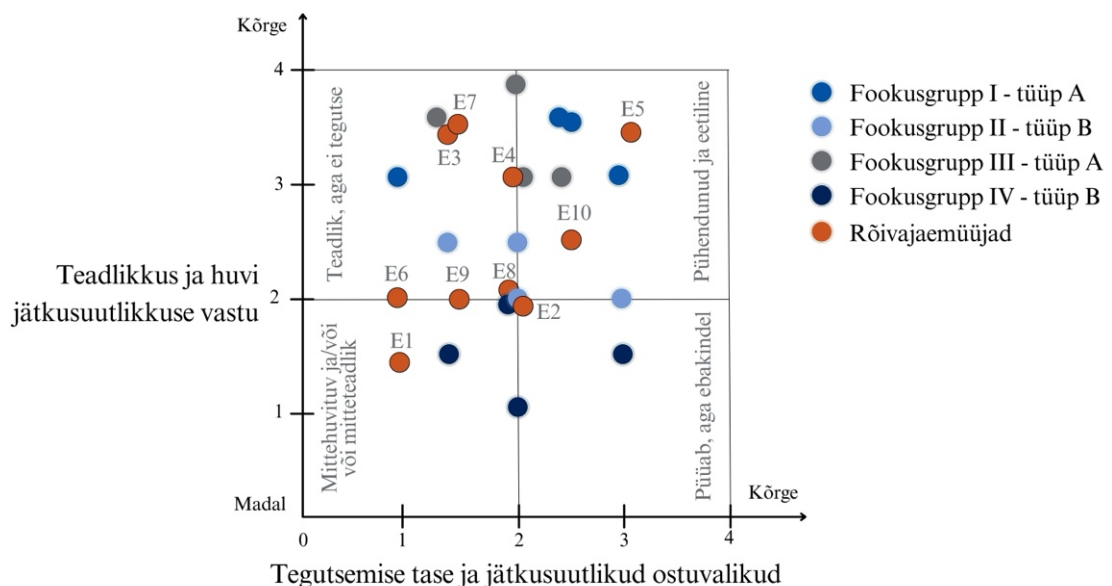 Kõrge
4
3
2
1
Madal
0
1
2
3
4
Kõrge
Teadlikkus ja huvi
jätkusuutlikkuse vastu
Tegutsemise tase ja jätkusuutlikud ostuvalikud
Teadlik, aga ei tegutse
Pühendunud ja eetiline
Mittehuvituv ja/või
või mitteteadlik
Püüab, aga ebakindel
E7
E3
E4
E5
E10
E6
E9
E8
E2
E1
Fookusgrupp I - tüüp A
Fookusgrupp II - tüüp B
Fookusgrupp III - tüüp A
Fookusgrupp IV - tüüp B
Rõivajaemüüjad